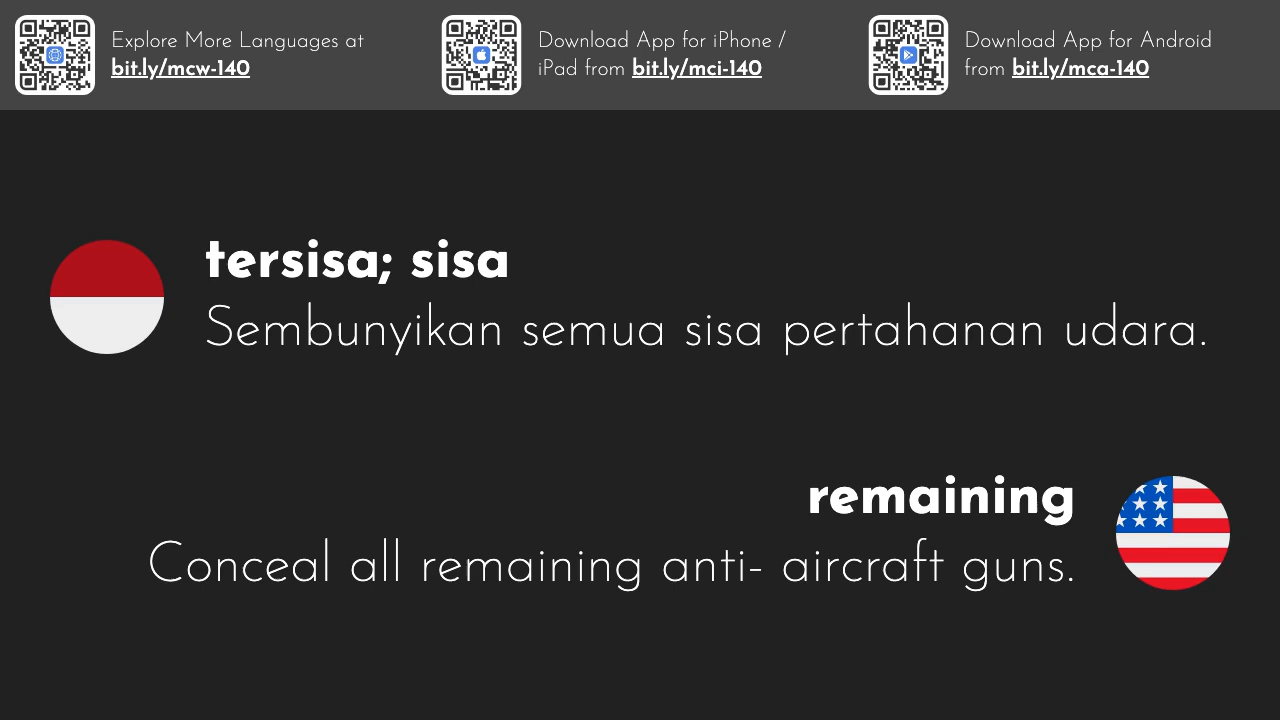 Explore More Languages at
bit.ly/mcw-140
Download App for iPhone /
iPad from bit.ly/mci-140
Download App for Android
from bit.ly/mca-140
tersisa; sisa
Sembunyikan semua sisa pertahanan udara.
remaining
Conceal all remaining anti- aircraft guns.